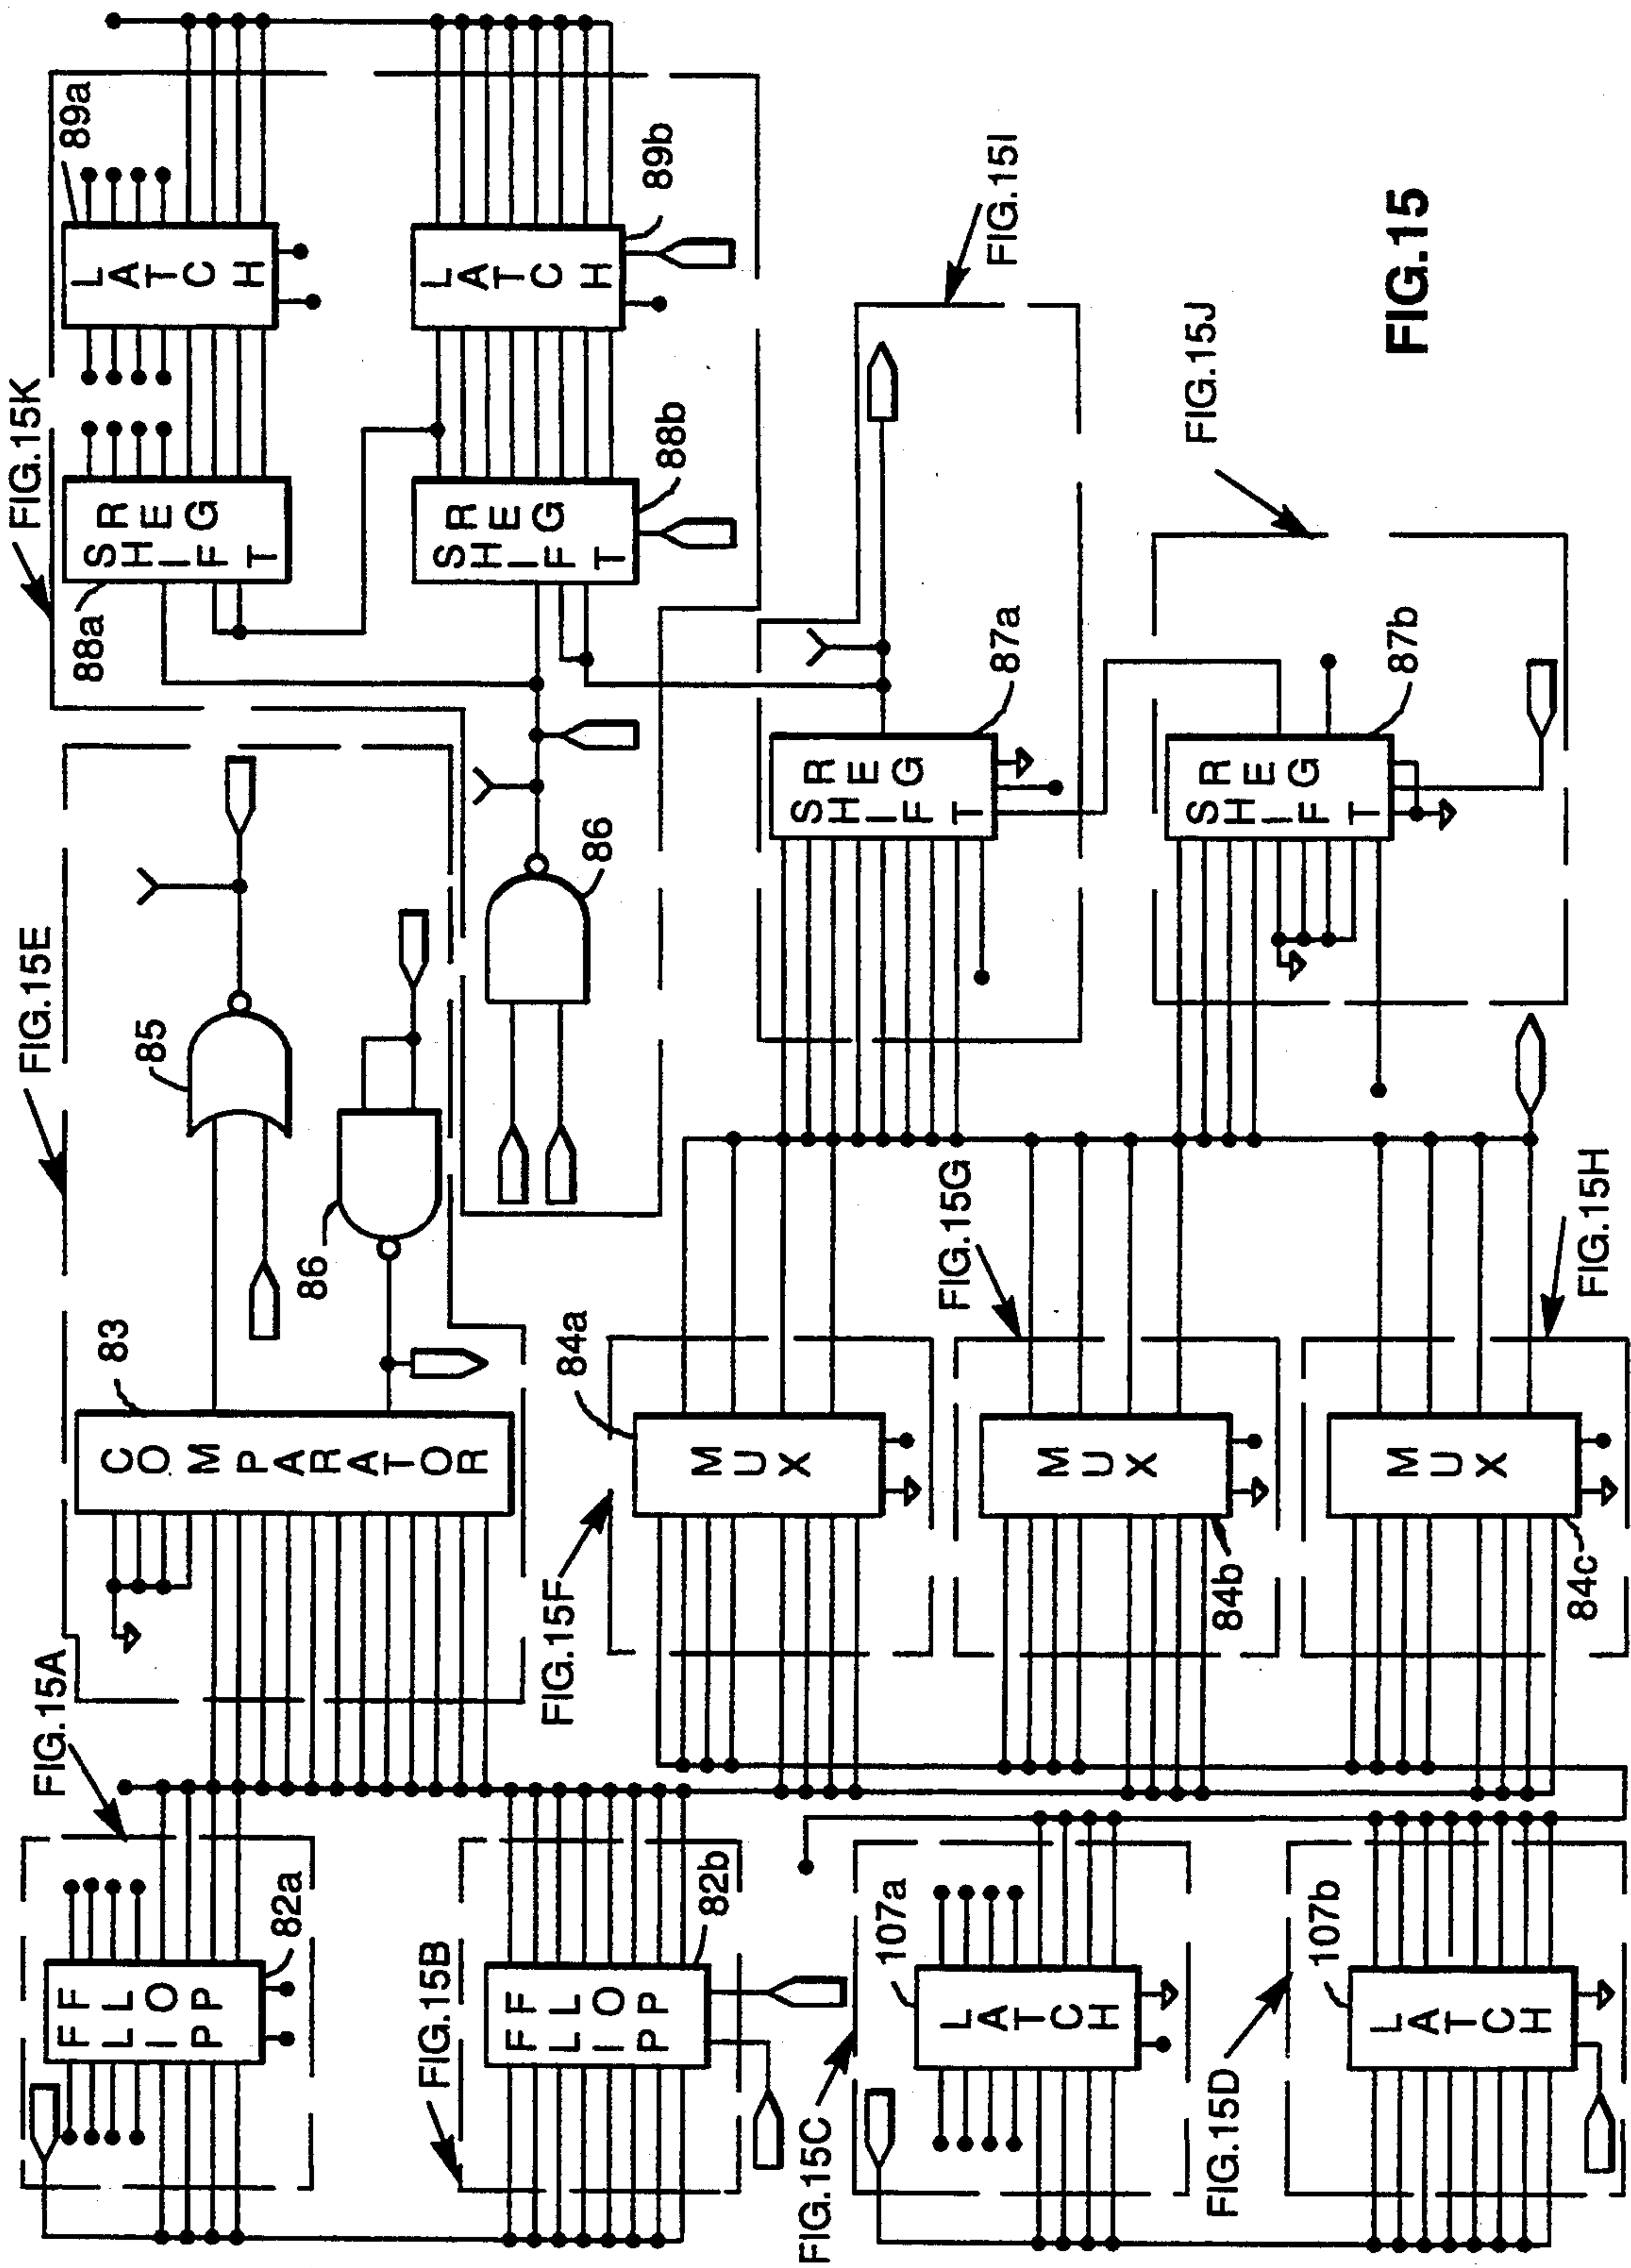 FIG.15A
FLIP FLOP
82a
FIG.15B
FLIP FLOP
82b
FIG.15C
LATCH
107a
FIG.15D
LATCH
107b
FIG.15E
COMPARATOR
83
85
86
FIG.15F
MUX
84a
FIG.15G
MUX
84b
FIG.15H
MUX
84c
FIG.15K
SHIFT REG
88a
LATCH
89a
SHIFT REG
88b
LATCH
89b
86
FIG.15I
SHIFT REG
87a
FIG.15J
SHIFT REG
87b
FIG.15